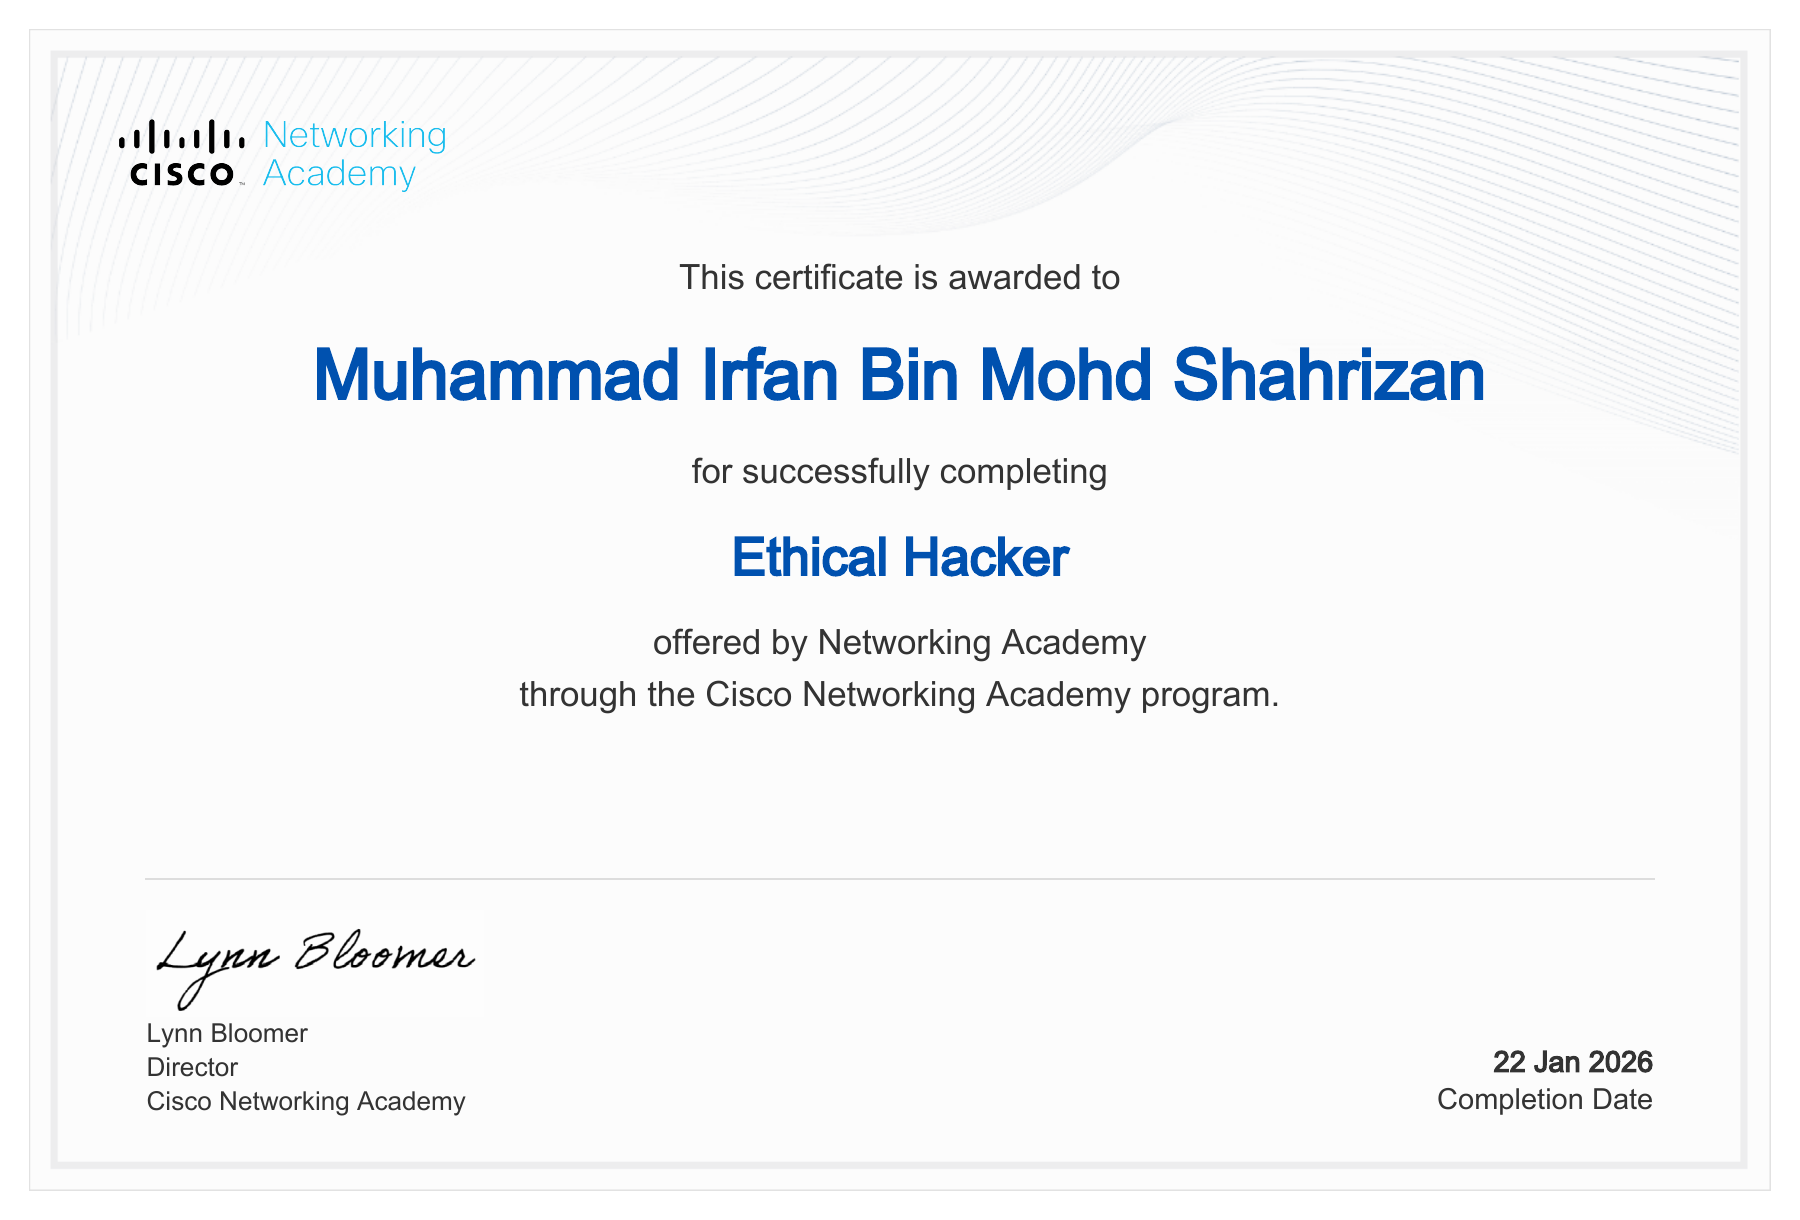 CISCO™
Networking
Academy
This certificate is awarded to
Muhammad Irfan Bin Mohd Shahrizan
for successfully completing
Ethical Hacker
offered by Networking Academy
through the Cisco Networking Academy program.
Lynn Bloomer
Lynn Bloomer
Director
Cisco Networking Academy
22 Jan 2026
Completion Date